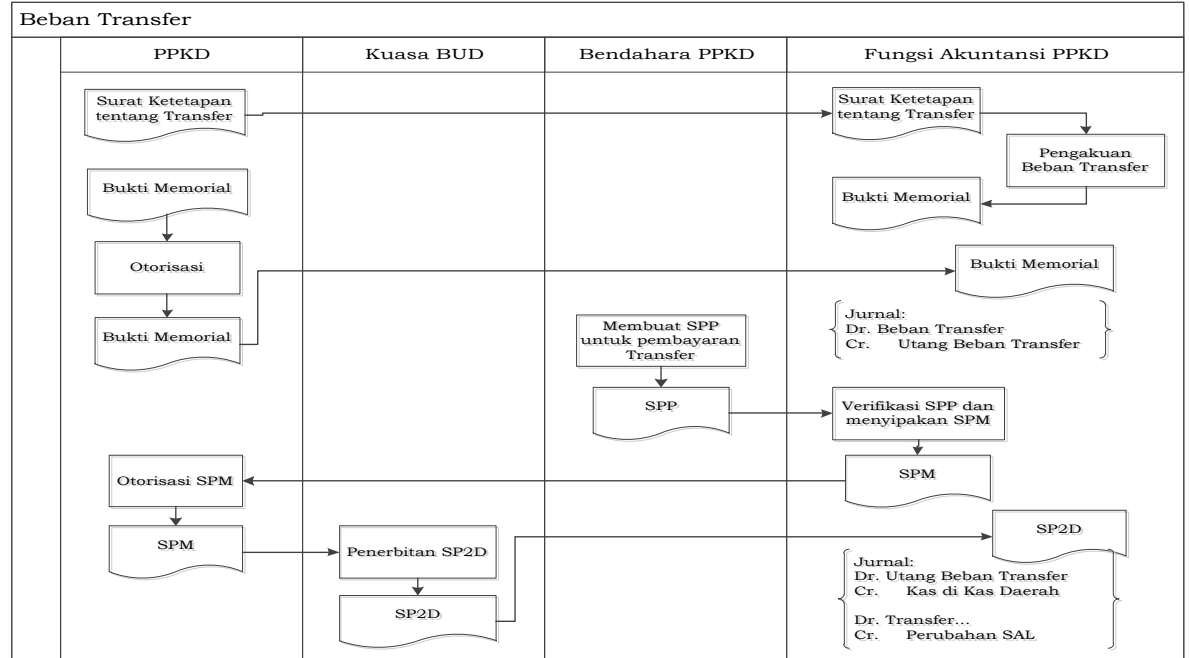 Beban Transfer
PPKD
Kuasa BUD
Bendahara PPKD
Fungsi Akuntansi PPKD
Surat Ketetapan
tentang Transfer
Surat Ketetapan
tentang Transfer
Pengakuan
Beban Transfer
Bukti Memorial
Bukti Memorial
Otorisasi
Bukti Memorial
Bukti Memorial
Jurnal:
Dr. Beban Transfer
Cr. Utang Beban Transfer
Membuat SPP
untuk pembayaran
Transfer
SPP
Verifikasi SPP dan
menyipakan SPM
SPM
Otorisasi SPM
SPM
Penerbitan SP2D
SP2D
SP2D
Jurnal:
Dr. Utang Beban Transfer
Cr. Kas di Kas Daerah
Dr. Transfer...
Cr. Perubahan SAL